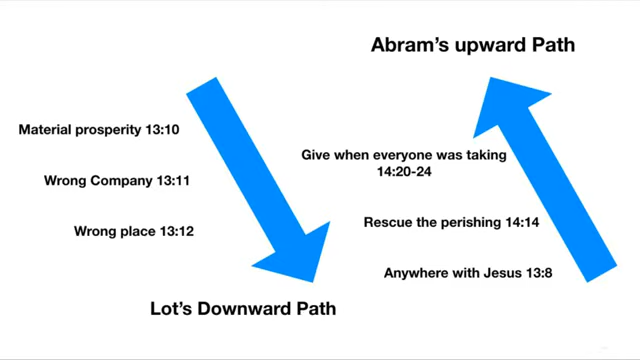 Abram's upward Path
Material prosperity 13:10
Wrong Company 13:11
Wrong place 13:12
Lot's Downward Path
Give when everyone was taking
14:20-24
Rescue the perishing 14:14
Anywhere with Jesus 13:8